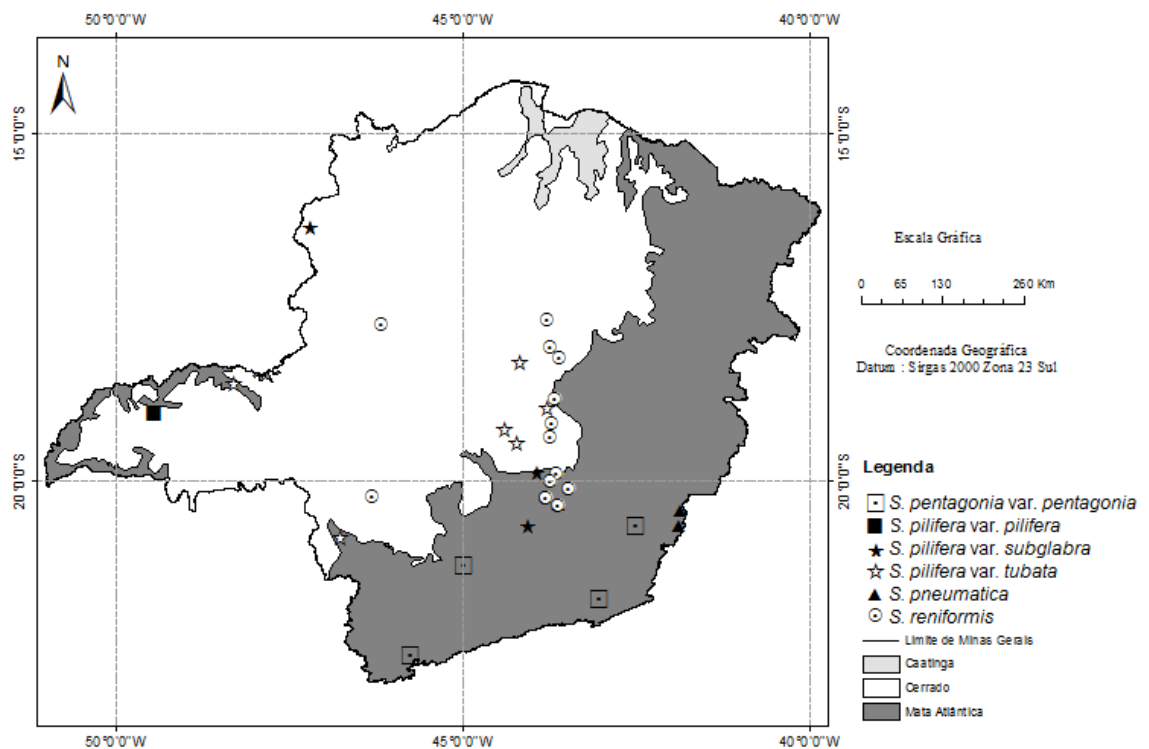 50°0'0"W 45°0'0"W 40°0'0"W
N
15°0'0"S 15°0'0"S
20°0'0"S 20°0'0"S
50°0'0"W 45°0'0"W 40°0'0"W
Escala Gráfica
0 65 130 260 Km
Coordenada Geográfica
Datum : Sirgas 2000 Zona 23 Sul
Legenda
S. pentagonia var. pentagonia
S. pilifera var. pilifera
S. pilifera var. subglabra
S. pilifera var. tubata
S. pneumatica
S. reniformis
Limite de Minas Gerais
Caatinga
Cerrado
Mata Atlântica